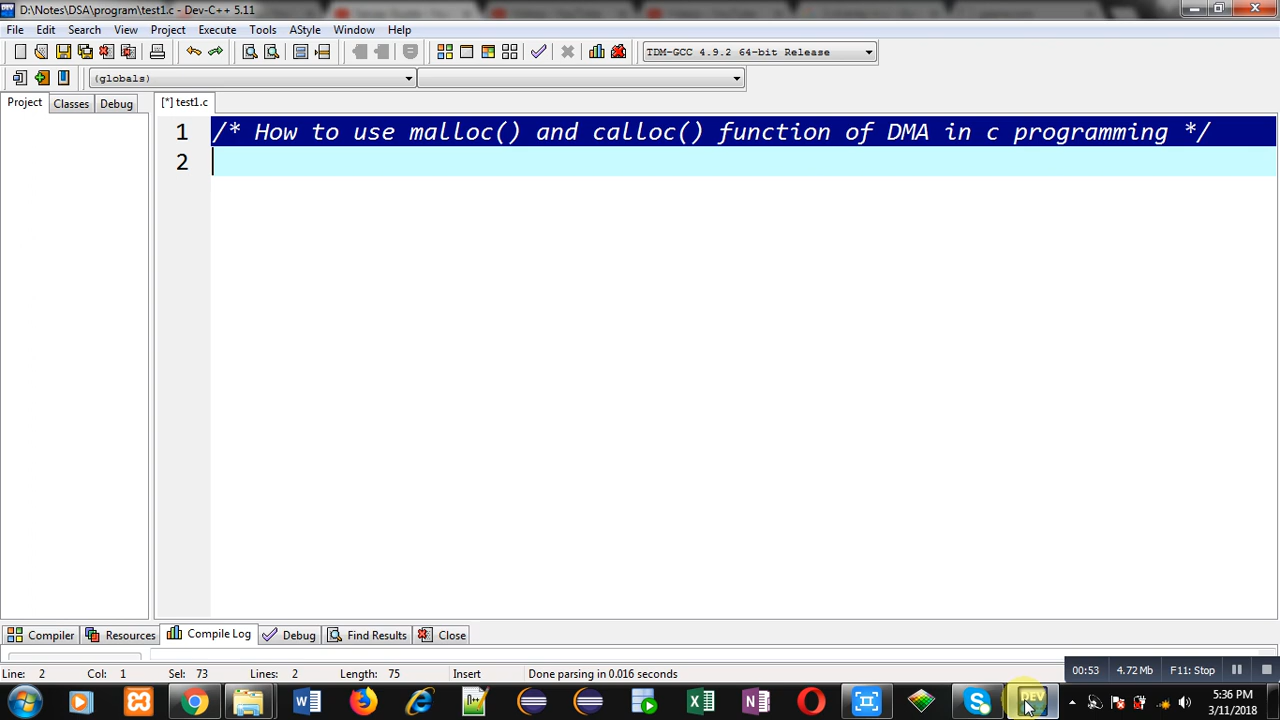 D:\Notes\DSA\program\test1.c - Dev-C++ 5.11
File Edit Search View Project Execute Tools AStyle Window Help
TDM-GCC 4.9.2 64-bit Release
(globals)
Project Classes Debug
[*] test1.c
1 /* How to use malloc() and calloc() function of DMA in c programming */
2
Compiler Resources Compile Log Debug Find Results Close
Line: 2 Col: 1 Sel: 73 Lines: 2 Length: 75 Insert Done parsing in 0.016 seconds
00:53 4.72 Mb F11: Stop
DEV
5:36 PM
3/11/2018